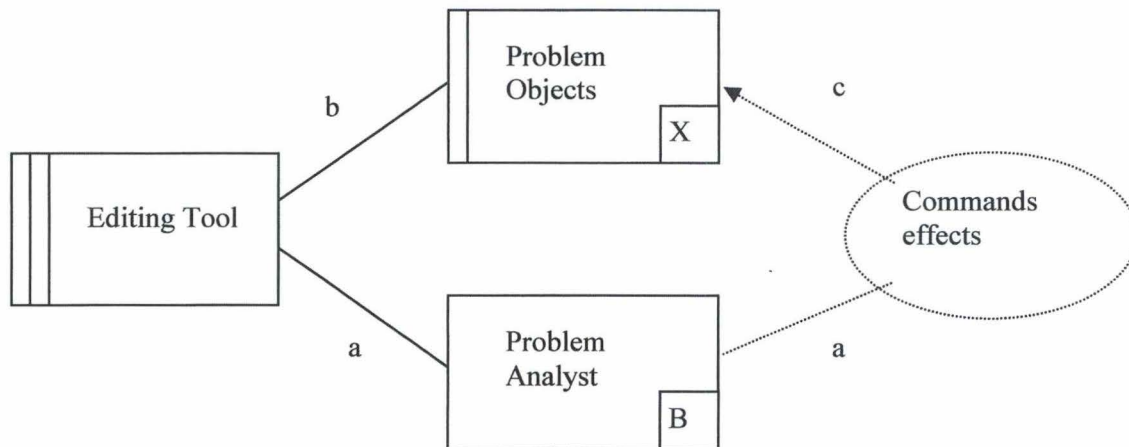 Problem
Objects
X
b
c
Editing Tool
Commands
effects
a
Problem
Analyst
B
a